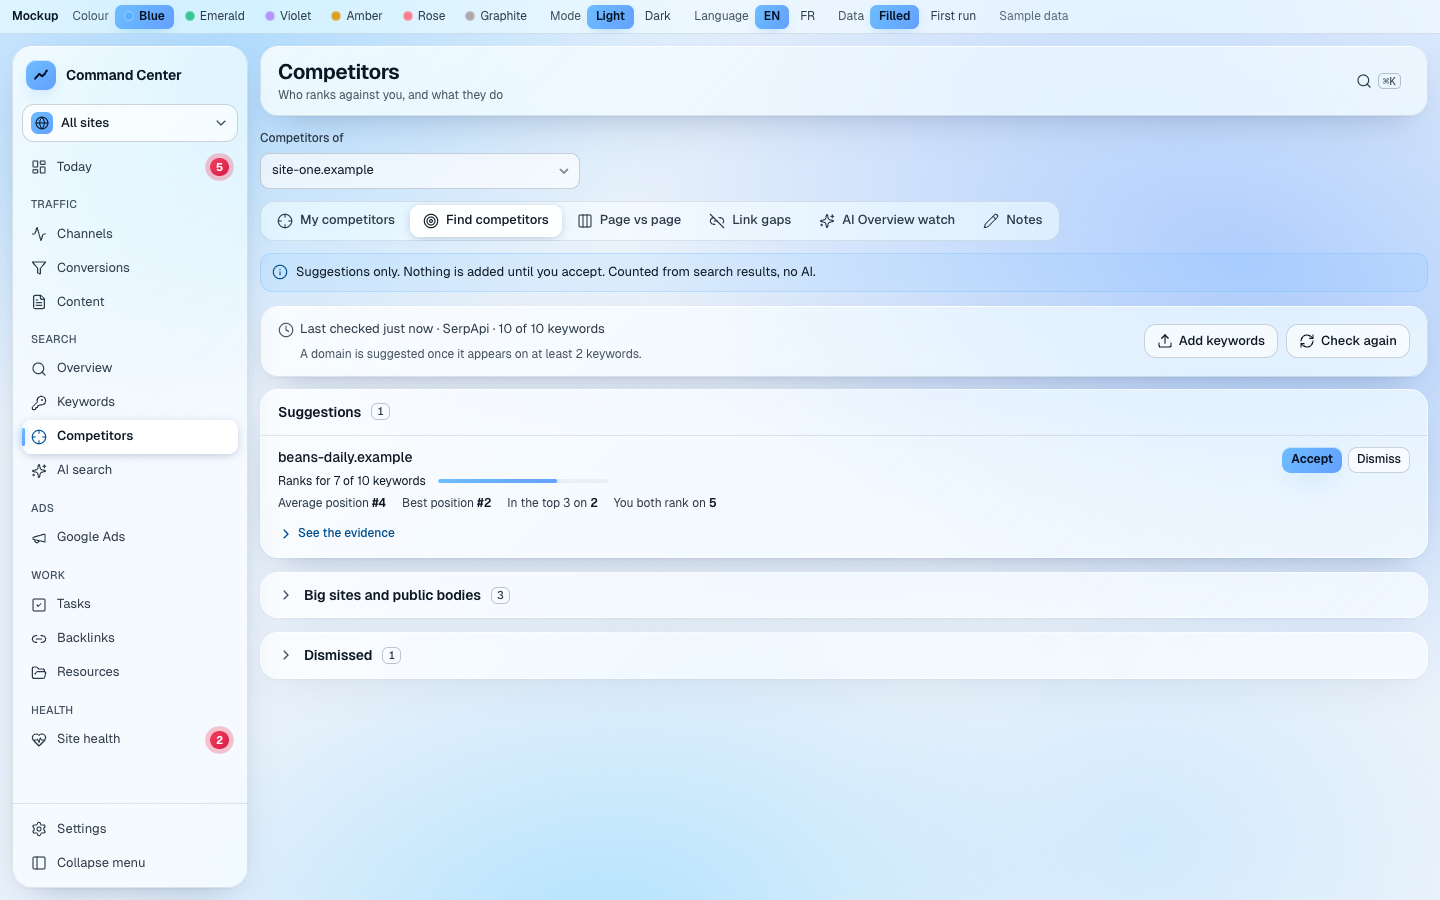 Mockup Colour Blue Emerald Violet Amber Rose Graphite Mode Light Dark Language EN FR Data Filled First run Sample data
Command Center
All sites
Today 5
TRAFFIC
Channels
Conversions
Content
SEARCH
Overview
Keywords
Competitors
AI search
ADS
Google Ads
WORK
Tasks
Backlinks
Resources
HEALTH
Site health 2
Settings
Collapse menu
Competitors
Who ranks against you, and what they do
⌘K
Competitors of
site-one.example
My competitors Find competitors Page vs page Link gaps AI Overview watch Notes
Suggestions only. Nothing is added until you accept. Counted from search results, no AI.
Last checked just now · SerpApi · 10 of 10 keywords
A domain is suggested once it appears on at least 2 keywords.
Add keywords Check again
Suggestions 1
beans-daily.example
Accept Dismiss
Ranks for 7 of 10 keywords
Average position #4 Best position #2 In the top 3 on 2 You both rank on 5
See the evidence
Big sites and public bodies 3
Dismissed 1